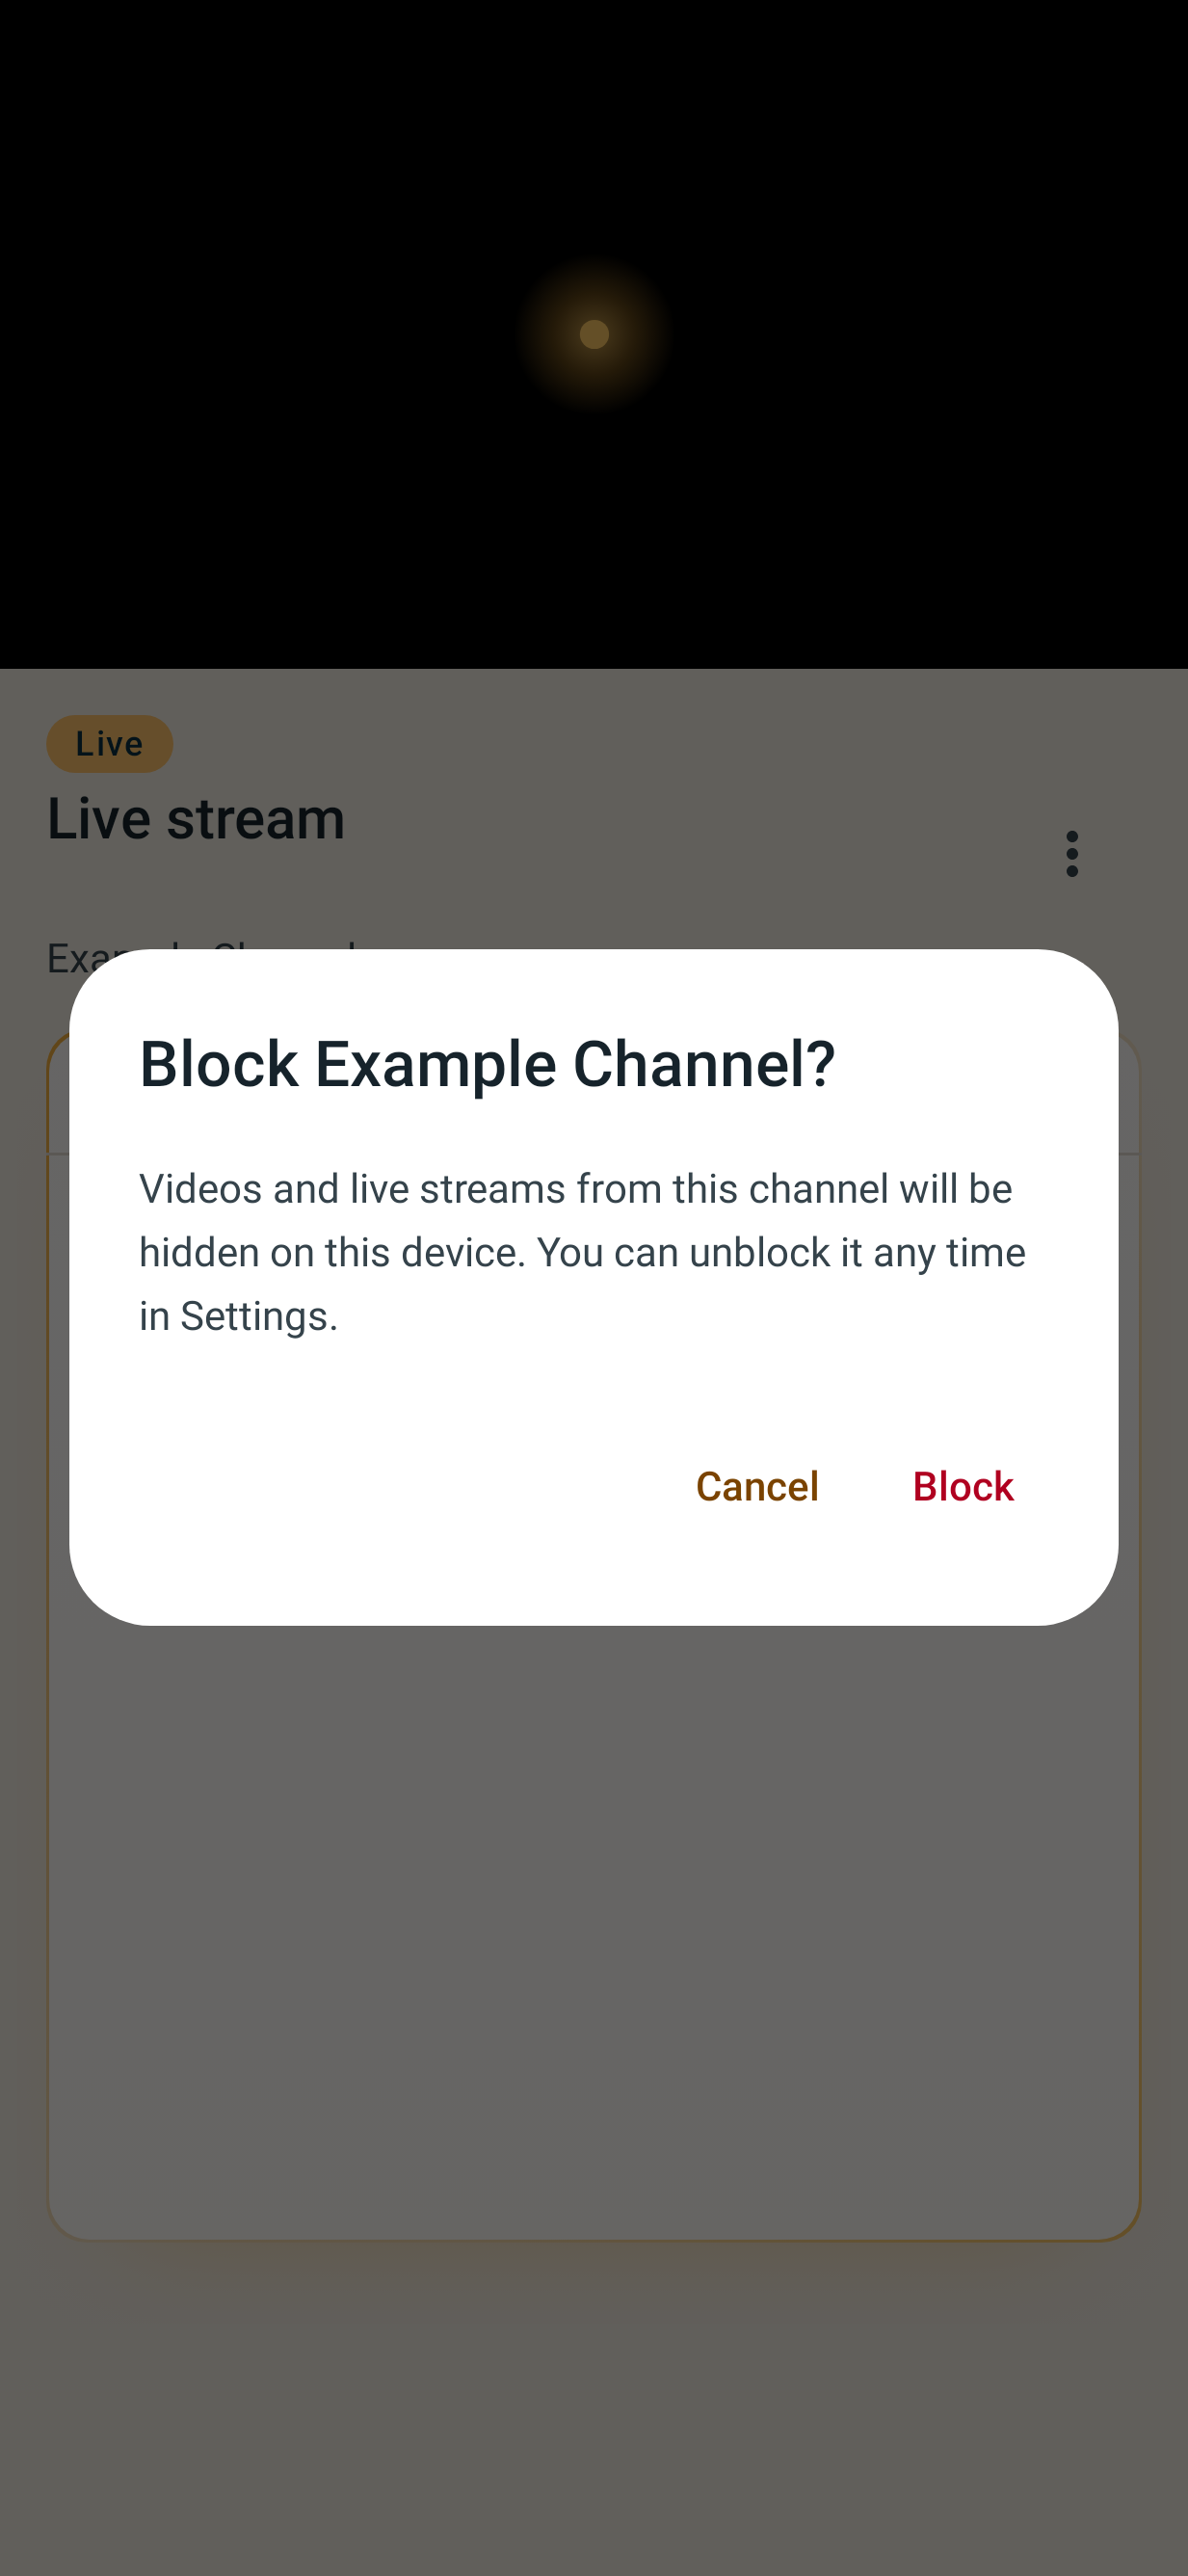 Live
Live stream
Block Example Channel?
Videos and live streams from this channel will be
hidden on this device. You can unblock it any time
in Settings.
Cancel
Block